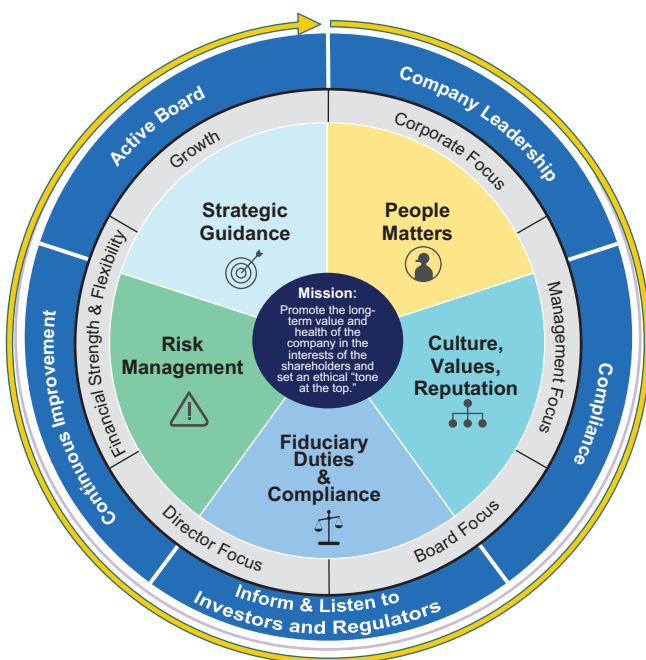 Active Board
Company Leadership
Compliance
Inform & Listen to
Investors and Regulators
Continuous Improvement
Growth
Corporate Focus
Management Focus
Board Focus
Director Focus
Financial Strength & Flexibility
Strategic
Guidance
People
Matters
Culture,
Values,
Reputation
Fiduciary
Duties
&
Compliance
Risk
Management
Mission:
Promote the long-
term value and
health of the
company in the
interests of the
shareholders and
set an ethical “tone
at the top.”